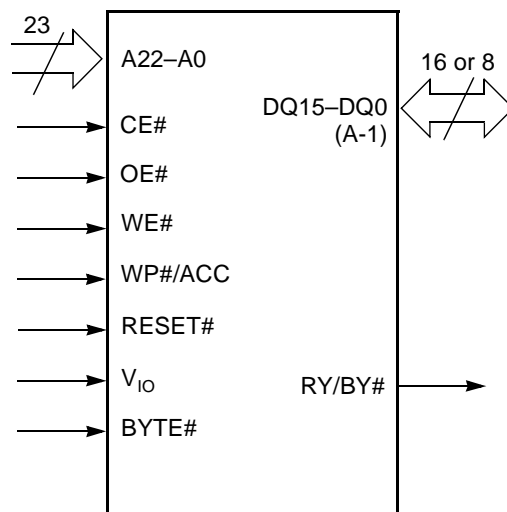 23
A22–A0
16 or 8
DQ15–DQ0
(A-1)
CE#
OE#
WE#
WP#/ACC
RESET#
VIO
RY/BY#
BYTE#